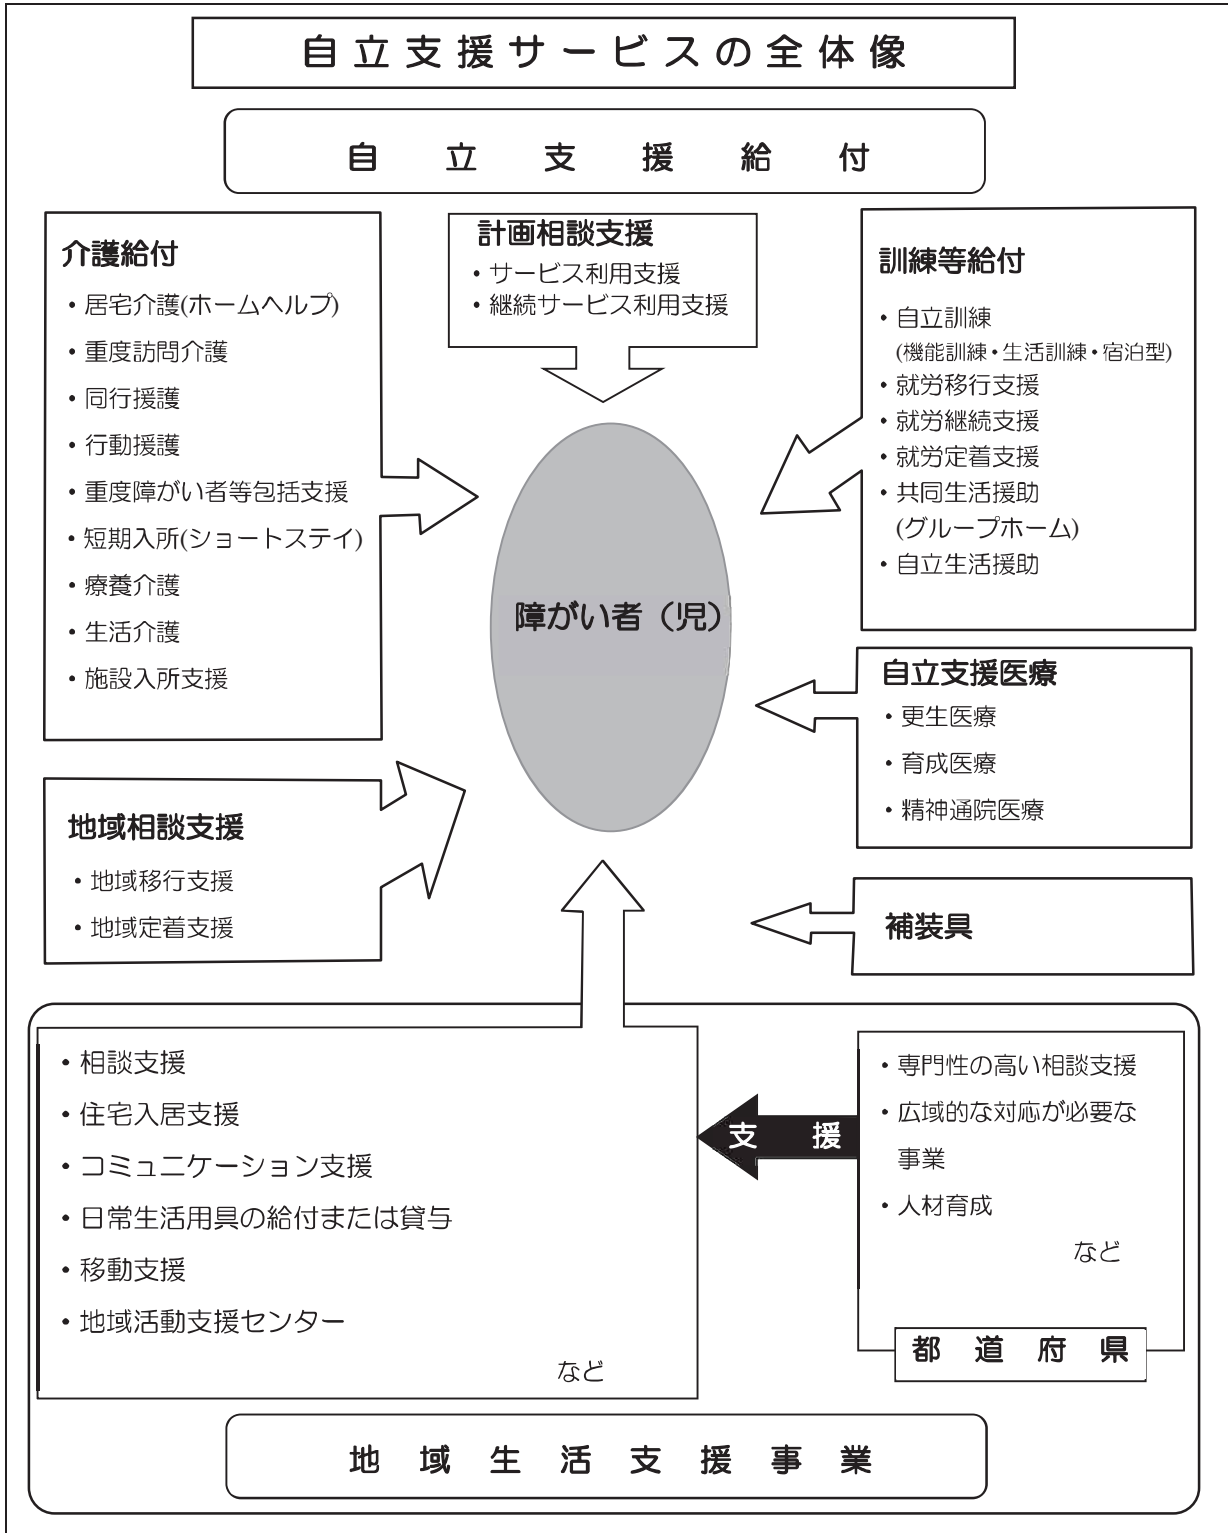 自立支援サービスの全体像
自立支援給付
介護給付
・居宅介護(ホームヘルプ)
・重度訪問介護
・同行援護
・行動援護
・重度障がい者等包括支援
・短期入所(ショートステイ)
・療養介護
・生活介護
・施設入所支援
計画相談支援
・サービス利用支援
・継続サービス利用支援
訓練等給付
・自立訓練
(機能訓練・生活訓練・宿泊型)
・就労移行支援
・就労継続支援
・就労定着支援
・共同生活援助
(グループホーム)
・自立生活援助
障がい者（児）
自立支援医療
・更生医療
・育成医療
・精神通院医療
地域相談支援
・地域移行支援
・地域定着支援
補装具
・相談支援
・住宅入居支援
・コミュニケーション支援
・日常生活用具の給付または貸与
・移動支援
・地域活動支援センター
など
支援
・専門性の高い相談支援
・広域的な対応が必要な
事業
・人材育成
など
都道府県
地域生活支援事業